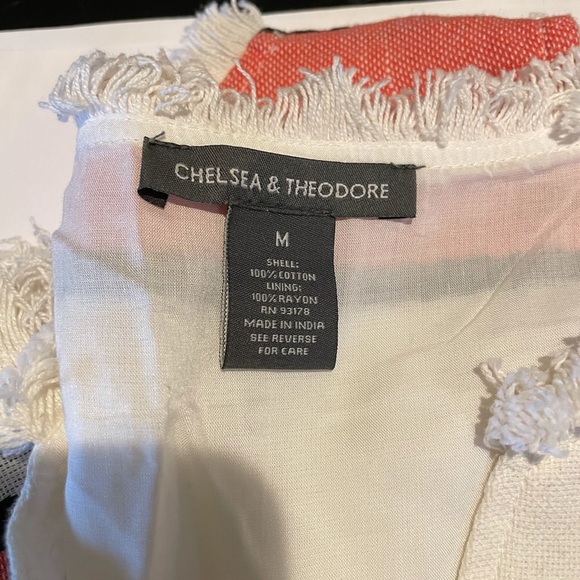 CHELSEA & THEODORE
M
SHELL:
100% COTTON
LINING:
100% RAYON
RN 93178
MADE IN INDIA
SEE REVERSE
FOR CARE